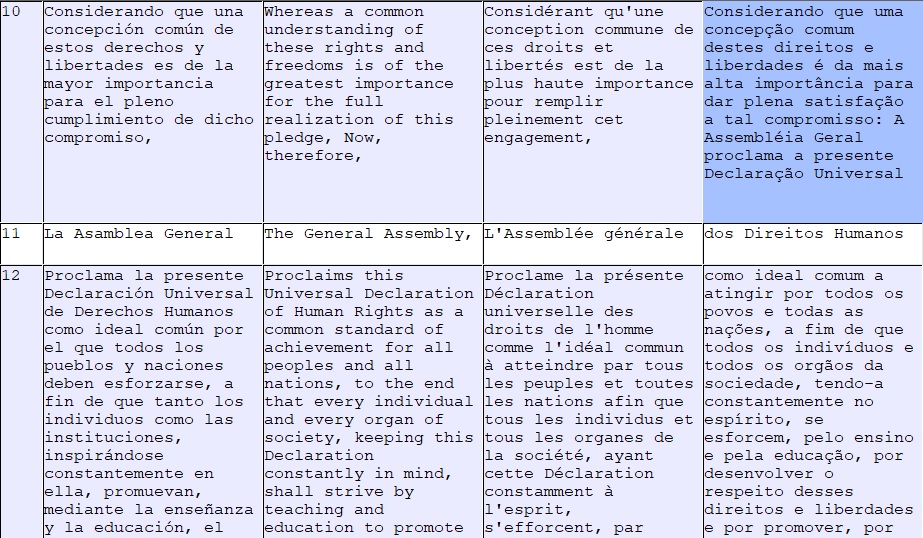 10
Considerando que una
concepción común de
estos derechos y
libertades es de la
mayor importancia
para el pleno
cumplimiento de dicho
compromiso,
Whereas a common
understanding of
these rights and
freedoms is of the
greatest importance
for the full
realization of this
pledge, Now,
therefore,
Considérant qu'une
conception commune de
ces droits et
libertés est de la
plus haute importance
pour remplir
pleinement cet
engagement,
Considerando que uma
concepção comum
destes direitos e
liberdades é da mais
alta importância para
dar plena satisfação
a tal compromisso: A
Assembléia Geral
proclama a presente
Declaração Universal
11
La Asamblea General
The General Assembly,
L'Assemblée générale
dos Direitos Humanos
12
Proclama la presente
Declaración Universal
de Derechos Humanos
como ideal común por
el que todos los
pueblos y naciones
deben esforzarse, a
fin de que tanto los
individuos como las
instituciones,
inspirándose
constantemente en
ella, promuevan,
mediante la enseñanza
y la educación, el
Proclaims this
Universal Declaration
of Human Rights as a
common standard of
achievement for all
peoples and all
nations, to the end
that every individual
and every organ of
society, keeping this
Declaration
constantly in mind,
shall strive by
teaching and
education to promote
Proclame la présente
Déclaration
universelle des
droits de l'homme
comme l'idéal commun
à atteindre par tous
les peuples et toutes
les nations afin que
tous les individus et
tous les organes de
la société, ayant
cette Déclaration
constamment à
l'esprit,
s'efforcent, par
como ideal comum a
atingir por todos os
povos e todas as
nações, a fim de que
todos os indivíduos e
todos os orgãos da
sociedade, tendo-a
constantemente no
espírito, se
esforcem, pelo ensino
e pela educação, por
desenvolver o
respeito desses
direitos e liberdades
e por promover, por